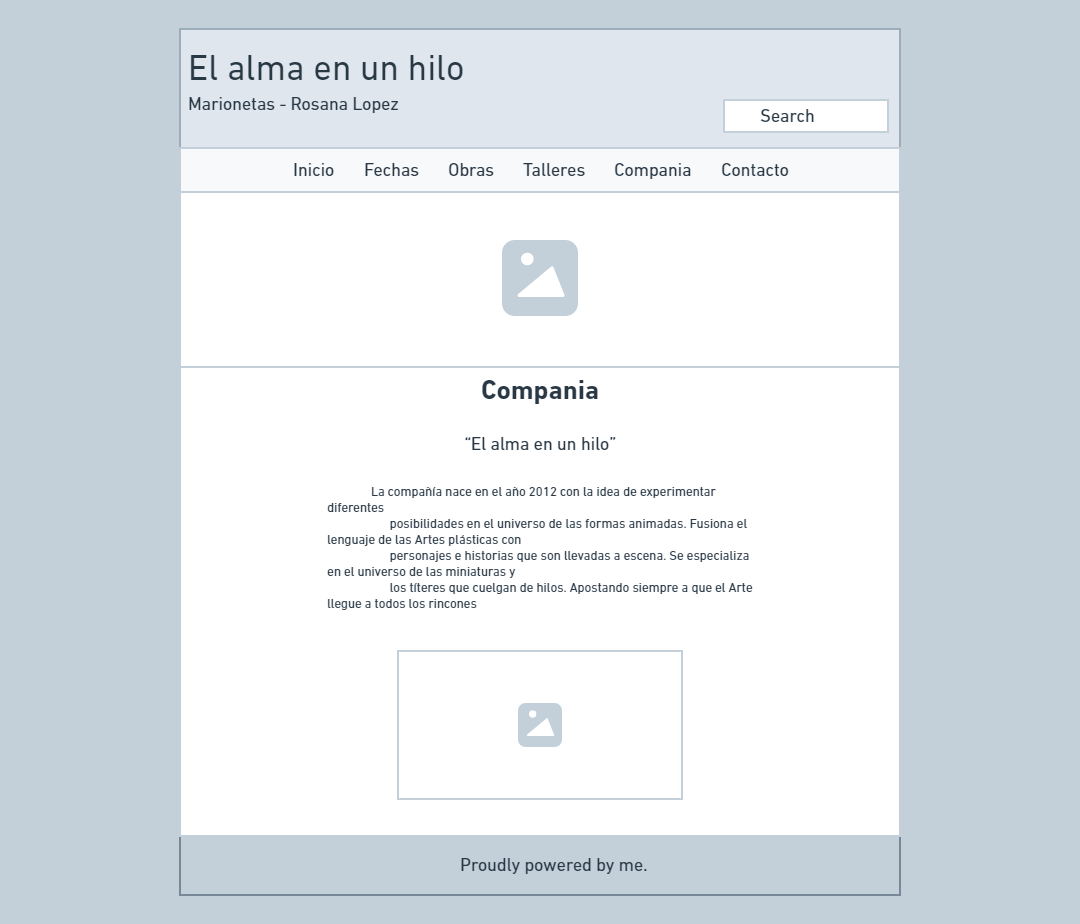 El alma en un hilo
Marionetas - Rosana Lopez
Search
Inicio Fechas Obras Talleres Compania Contacto
Compania
“El alma en un hilo”
La compañía nace en el año 2012 con la idea de experimentar
diferentes
posibilidades en el universo de las formas animadas. Fusiona el
lenguaje de las Artes plásticas con
personajes e historias que son llevadas a escena. Se especializa
en el universo de las miniaturas y
los títeres que cuelgan de hilos. Apostando siempre a que el Arte
llegue a todos los rincones
Proudly powered by me.